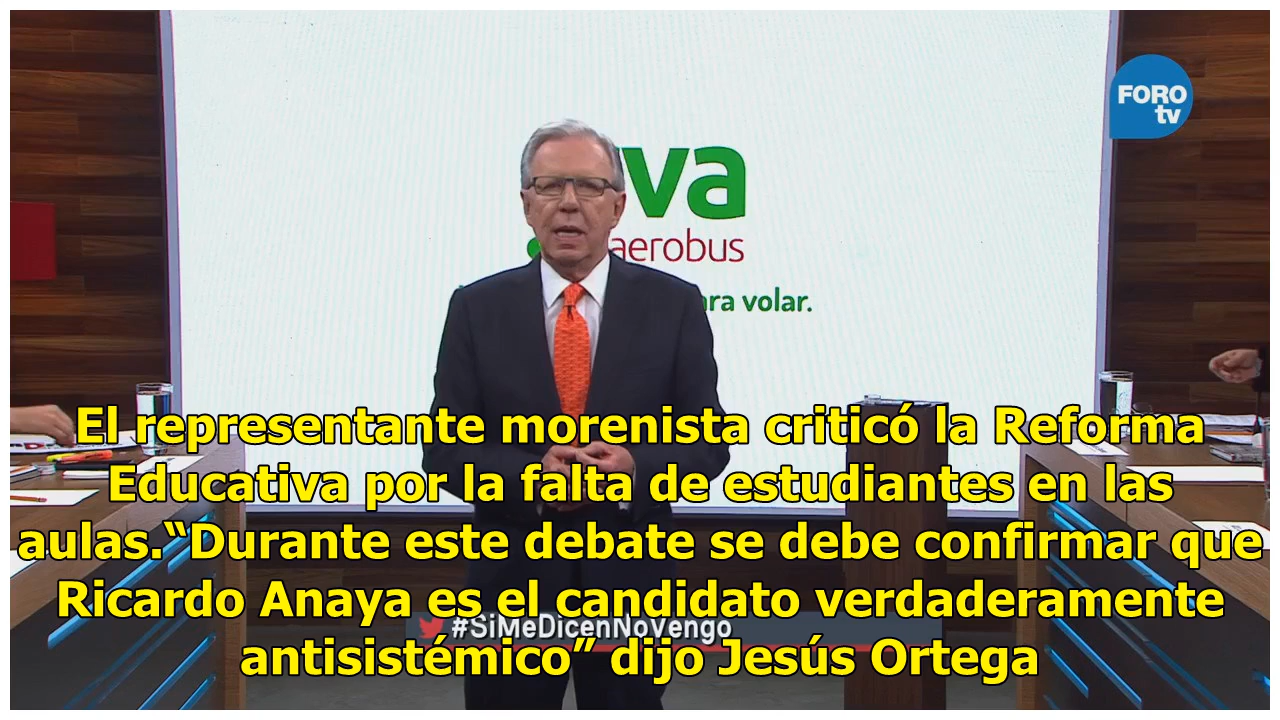 FORO
tv
va
aerobus
ara volar.
El representante morenista criticó la Reforma
Educativa por la falta de estudiantes en las
aulas.“Durante este debate se debe confirmar que
Ricardo Anaya es el candidato verdaderamente
#SiMeDicenNoVengo
antisistémico” dijo Jesús Ortega